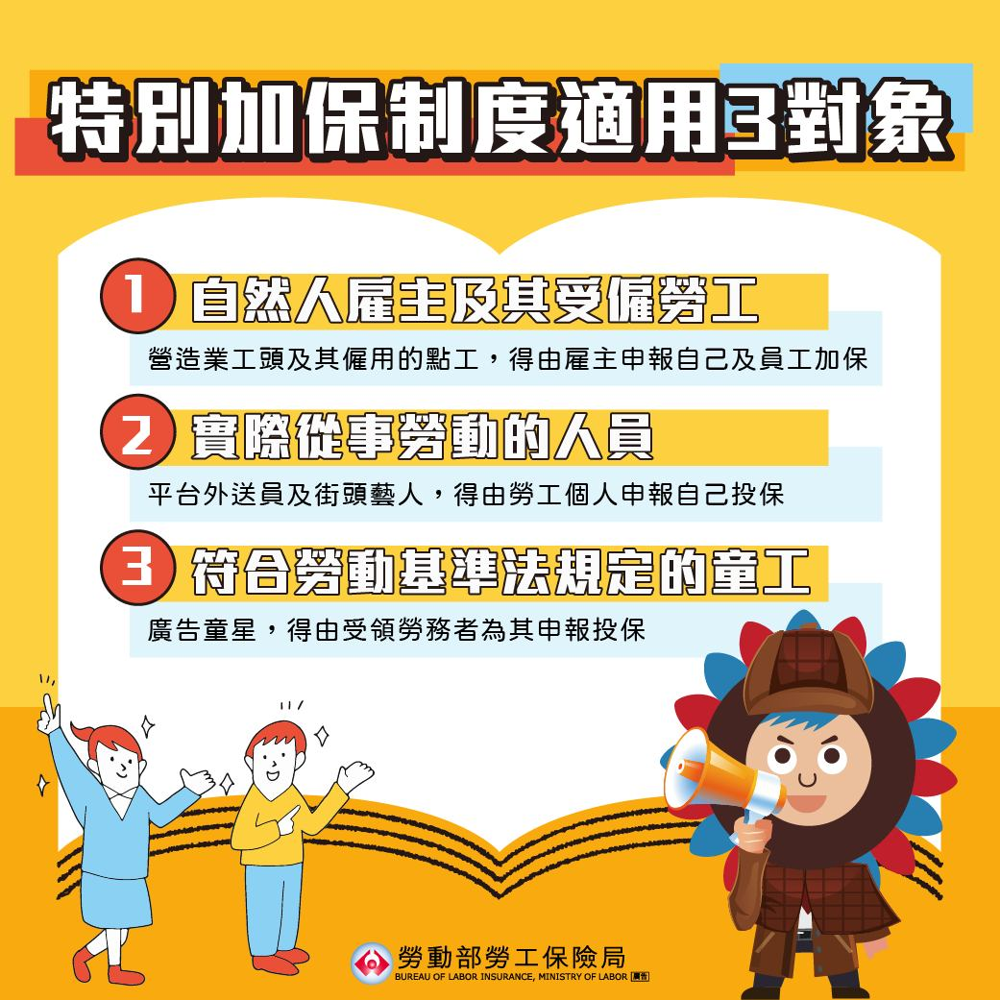 特別加保制度適用3對象
1 自然人雇主及其受僱勞工
營造業工頭及其僱用的點工，得由雇主申報自己及員工加保
2 實際從事勞動的人員
平台外送員及街頭藝人，得由勞工個人申報自己投保
3 符合勞動基準法規定的童工
廣告童星，得由受領勞務者為其申報投保
勞動部勞工保險局
BUREAU OF LABOR INSURANCE, MINISTRY OF LABOR 廣告